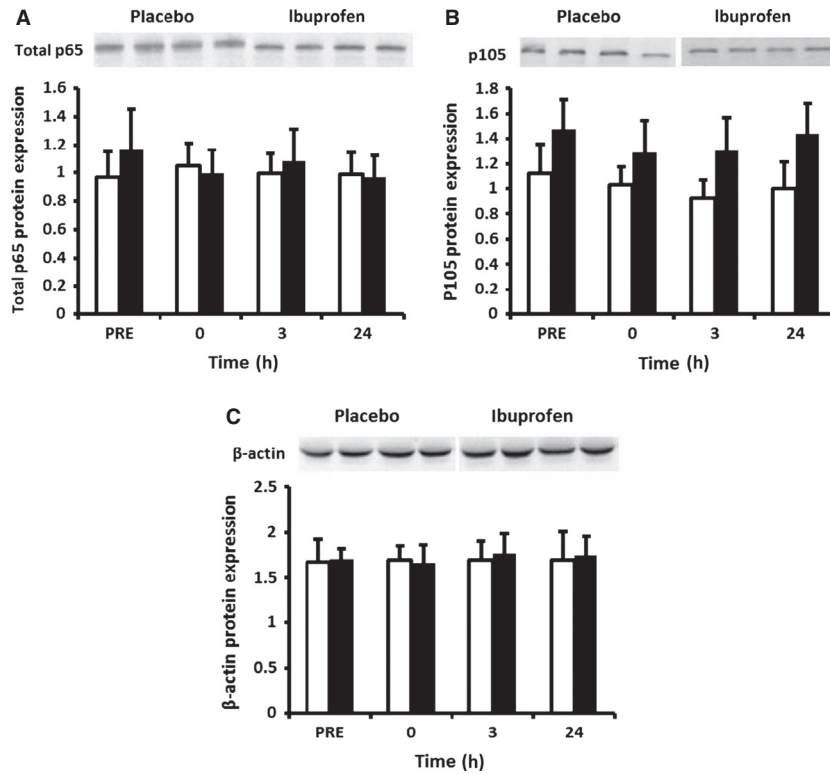 A
Placebo Ibuprofen
Total p65
Total p65 protein expression
1.6
1.4
1.2
1
0.8
0.6
0.4
0.2
0
PRE 0 3 24
Time (h)
B
Placebo Ibuprofen
p105
P105 protein expression
1.8
1.6
1.4
1.2
1
0.8
0.6
0.4
0.2
0
PRE 0 3 24
Time (h)
C
Placebo Ibuprofen
β-actin
β-actin protein expression
2.5
2
1.5
1
0.5
0
PRE 0 3 24
Time (h)